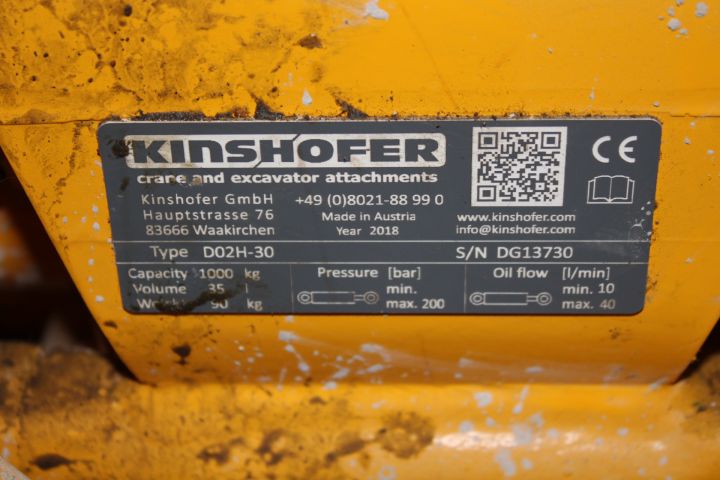 KINSHOFER
crane and excavator attachments
Kinshofer GmbH +49 (0)8021-88 99 0
Hauptstrasse 76 Made in Austria www.kinshofer.com
83666 Waakirchen Year 2018 info@kinshofer.com
Type D02H-30 S/N DG13730
Capacity 1000 kg Pressure [bar] Oil flow [l/min]
Volume 35 l min. min. 10
Weight 90 kg max. 200 max. 40
CE